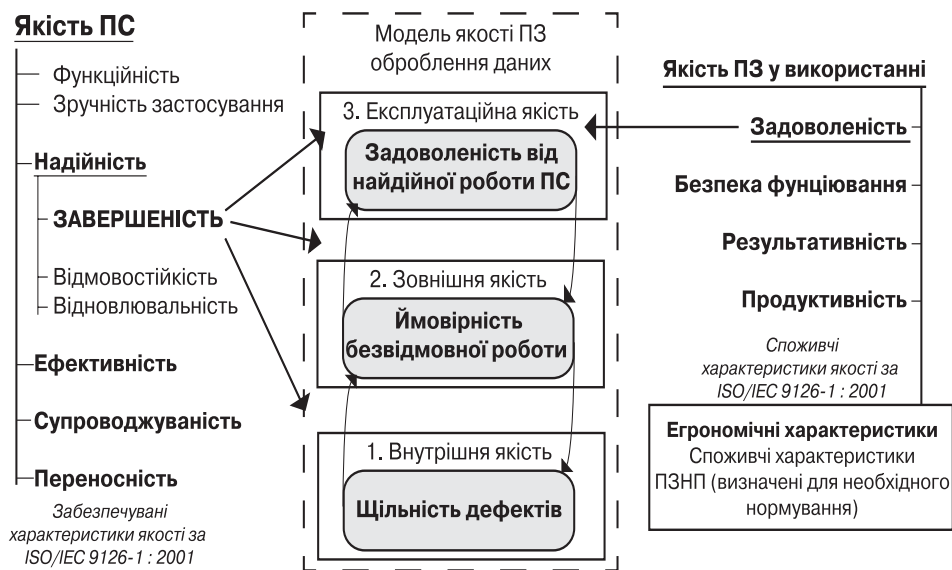 Якість ПС
Функційність
Зручність застосування
Надійність
ЗАВЕРШЕНІСТЬ
Відмовостійкість
Відновлювальність
Ефективність
Супроводжуваність
Переносність
Забезпечувані
характеристики якості за
ISO/IEC 9126-1 : 2001
Модель якості ПЗ
оброблення даних
3. Експлуатаційна якість
Задоволеність від
найдійної роботи ПС
2. Зовнішня якість
Ймовірність
безвідмовної роботи
1. Внутрішня якість
Щільність дефектів
Якість ПЗ у використанні
Задоволеність
Безпека фунціювання
Результативність
Продуктивність
Споживчі
характеристики якості за
ISO/IEC 9126-1 : 2001
Егрономічні характеристики
Споживчі характеристики
ПЗНП (визначені для необхідного
нормування)